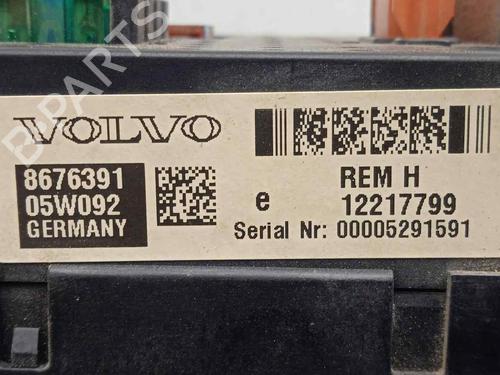 VOLVO
8676391
05W092
GERMANY
e
REM H
12217799
Serial Nr: 00005291591
B-PARTS